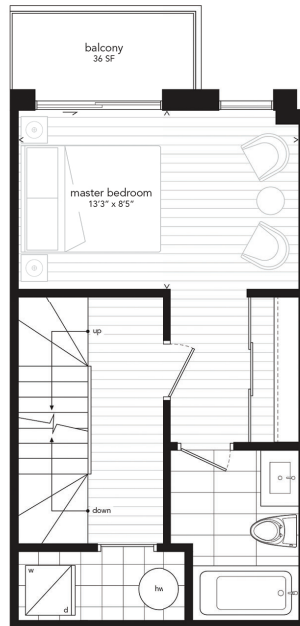 balcony
36 SF
master bedroom
13'3" x 8'5"
up
down
w
d
hw